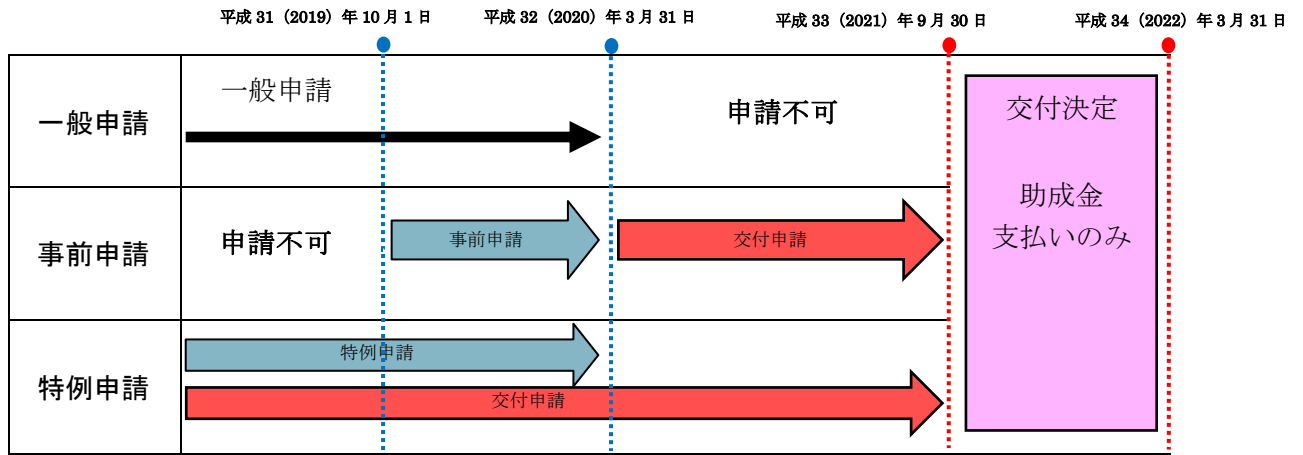 平成 31（2019）年 10 月 1 日
平成 32（2020）年 3 月 31 日
平成 33（2021）年 9 月 30 日
平成 34（2022）年 3 月 31 日
一般申請
一般申請
申請不可
交付決定
助成金
支払いのみ
事前申請
申請不可
事前申請
交付申請
特例申請
特例申請
交付申請